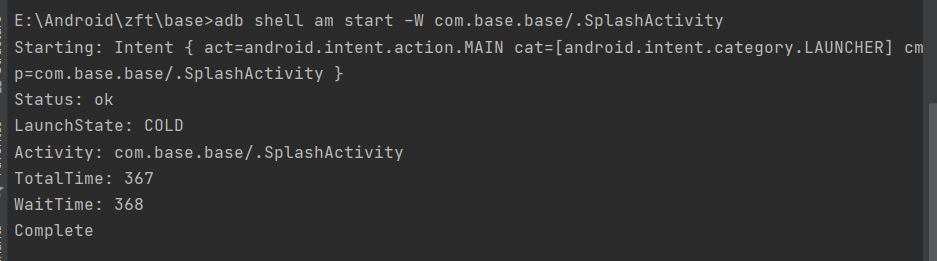 E:\Android\zft\base>adb shell am start -W com.base.base/.SplashActivity
Starting: Intent { act=android.intent.action.MAIN cat=[android.intent.category.LAUNCHER] cm
p=com.base.base/.SplashActivity }
Status: ok
LaunchState: COLD
Activity: com.base.base/.SplashActivity
TotalTime: 367
WaitTime: 368
Complete